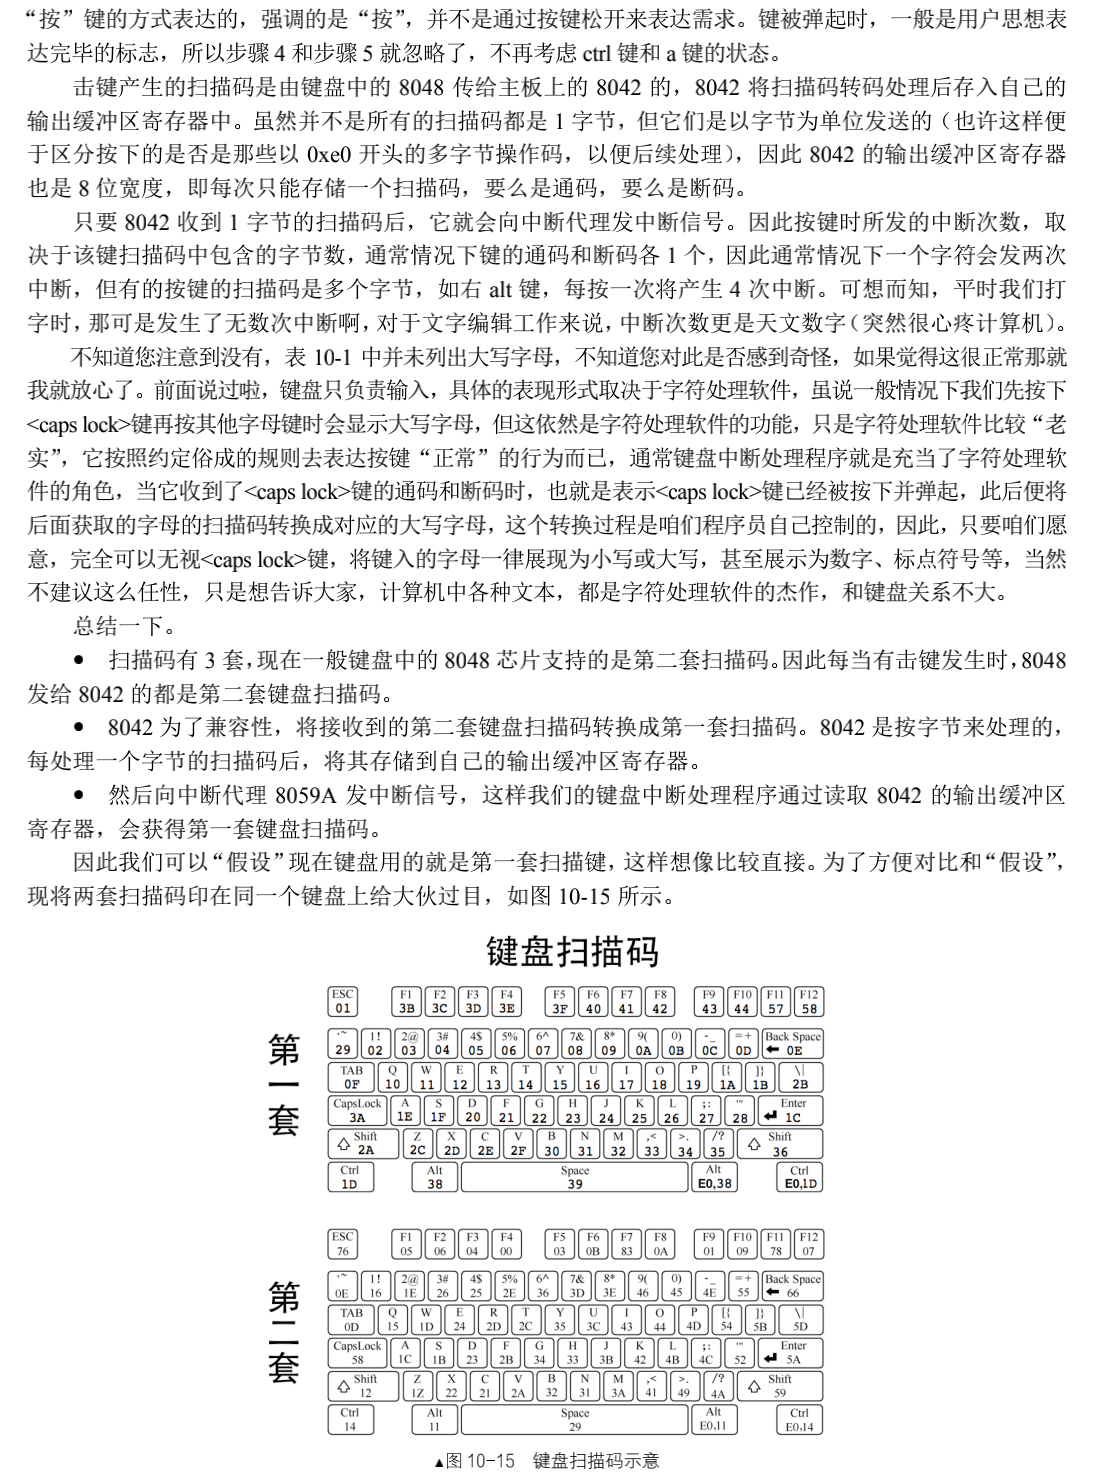 “按”键的方式表达的，强调的是“按”，并不是通过按键松开来表达需求。键被弹起时，一般是用户思想表
达完毕的标志，所以步骤 4 和步骤 5 就忽略了，不再考虑 ctrl 键和 a 键的状态。
击键产生的扫描码是由键盘中的 8048 传给主板上的 8042 的，8042 将扫描码转码处理后存入自己的
输出缓冲区寄存器中。虽然并不是所有的扫描码都是 1 字节，但它们是以字节为单位发送的（也许这样便
于区分按下的是否是那些以 0xe0 开头的多字节操作码，以便后续处理），因此 8042 的输出缓冲区寄存器
也是 8 位宽度，即每次只能存储一个扫描码，要么是通码，要么是断码。
只要 8042 收到 1 字节的扫描码后，它就会向中断代理发中断信号。因此按键时所发的中断次数，取
决于该键扫描码中包含的字节数，通常情况下键的通码和断码各 1 个，因此通常情况下一个字符会发两次
中断，但有的按键的扫描码是多个字节，如右 alt 键，每按一次将产生 4 次中断。可想而知，平时我们打
字时，那可是发生了无数次中断啊，对于文字编辑工作来说，中断次数更是天文数字（突然很心疼计算机）。
不知道您注意到没有，表 10-1 中并未列出大写字母，不知道您对此是否感到奇怪，如果觉得这很正常那就
我就放心了。前面说过啦，键盘只负责输入，具体的表现形式取决于字符处理软件，虽说一般情况下我们先按下
<caps lock>键再按其他字母键时会显示大写字母，但这依然是字符处理软件的功能，只是字符处理软件比较“老
实”，它按照约定俗成的规则去表达按键“正常”的行为而已，通常键盘中断处理程序就是充当了字符处理软
件的角色，当它收到了<caps lock>键的通码和断码时，也就是表示<caps lock>键已经被按下并弹起，此后便将
后面获取的字母的扫描码转换成对应的大写字母，这个转换过程是咱们程序员自己控制的，因此，只要咱们愿
意，完全可以无视<caps lock>键，将键入的字母一律展现为小写或大写，甚至展示为数字、标点符号等，当然
不建议这么任性，只是想告诉大家，计算机中各种文本，都是字符处理软件的杰作，和键盘关系不大。
总结一下。
● 扫描码有 3 套，现在一般键盘中的 8048 芯片支持的是第二套扫描码。因此每当有击键发生时，8048
发给 8042 的都是第二套键盘扫描码。
● 8042 为了兼容性，将接收到的第二套键盘扫描码转换成第一套扫描码。8042 是按字节来处理的，
每处理一个字节的扫描码后，将其存储到自己的输出缓冲区寄存器。
● 然后向中断代理 8059A 发中断信号，这样我们的键盘中断处理程序通过读取 8042 的输出缓冲区
寄存器，会获得第一套键盘扫描码。
因此我们可以“假设”现在键盘用的就是第一套扫描键，这样想像比较直接。为了方便对比和“假设”，
现将两套扫描码印在同一个键盘上给大伙过目，如图 10-15 所示。
键盘扫描码
第一套
ESC F1 F2 F3 F4 F5 F6 F7 F8 F9 F10 F11 F12
01 3B 3C 3D 3E 3F 40 41 42 43 44 57 58
`~ 1! 2@ 3# 4$ 5% 6^ 7& 8* 9( 0) -_ =+ Back Space
29 02 03 04 05 06 07 08 09 0A 0B 0C 0D ← 0E
TAB Q W E R T Y U I O P [{ ]} \|
0F 10 11 12 13 14 15 16 17 18 19 1A 1B 2B
CapsLock A S D F G H J K L ;: '" Enter
3A 1E 1F 20 21 22 23 24 25 26 27 28 1C
Shift Z X C V B N M ,< >. /? Shift
2A 2C 2D 2E 2F 30 31 32 33 34 35 36
Ctrl Alt Space Alt Ctrl
1D 38 39 E0,38 E0,1D
第二套
ESC F1 F2 F3 F4 F5 F6 F7 F8 F9 F10 F11 F12
76 05 06 04 00 03 0B 83 0A 01 09 78 07
`~ 1! 2@ 3# 4$ 5% 6^ 7& 8* 9( 0) -_ =+ Back Space
0E 16 1E 26 25 2E 36 3D 3E 46 45 4E 55 ← 66
TAB Q W E R T Y U I O P [{ ]} \|
0D 15 1D 24 2D 2C 35 3C 43 44 4D 54 5B 5D
CapsLock A S D F G H J K L ;: '" Enter
58 1C 1B 23 2B 34 33 3B 42 4B 4C 52 5A
Shift Z X C V B N M ,< >. /? Shift
12 1Z 22 21 2A 32 31 3A 41 49 4A 59
Ctrl Alt Space Alt Ctrl
14 11 29 E0,11 E0,14
▲图 10-15 键盘扫描码示意